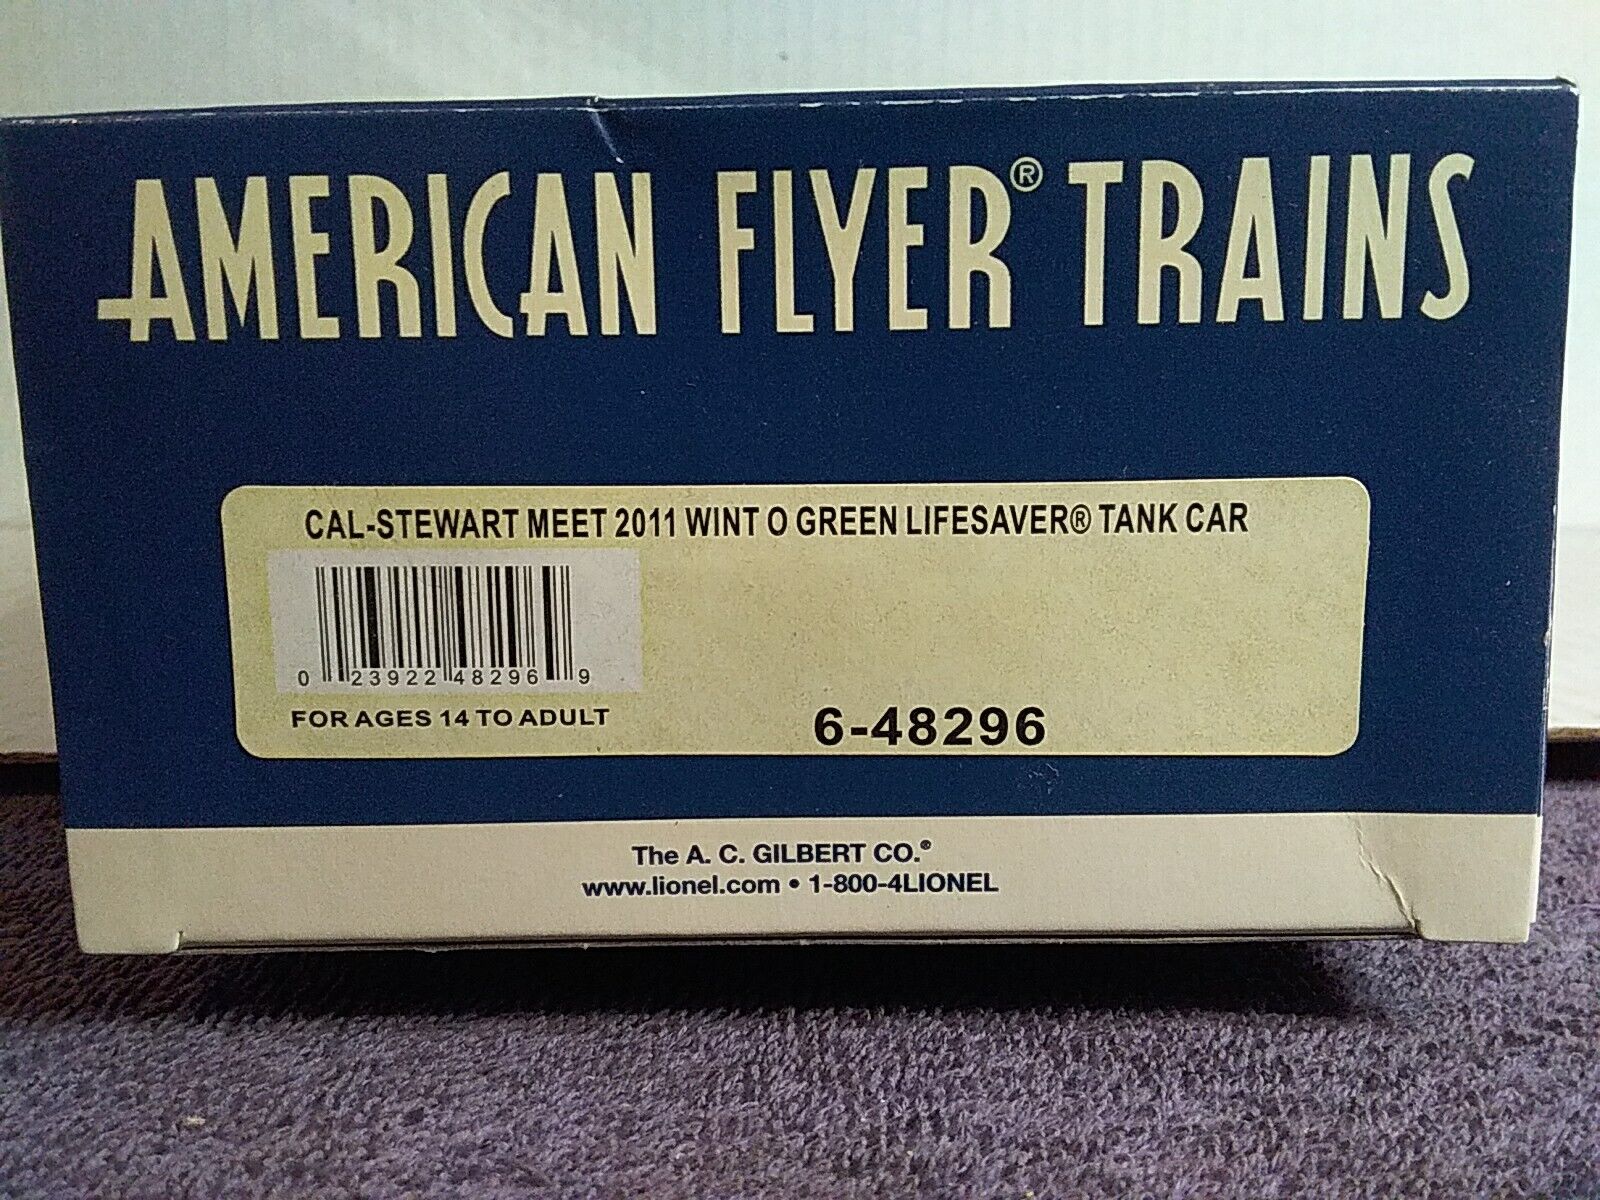 AMERICAN FLYER® TRAINS
CAL-STEWART MEET 2011 WINT O GREEN LIFESAVER® TANK CAR
0 23922 48296 9
FOR AGES 14 TO ADULT
6-48296
The A. C. GILBERT CO.®
www.lionel.com • 1-800-4LIONEL